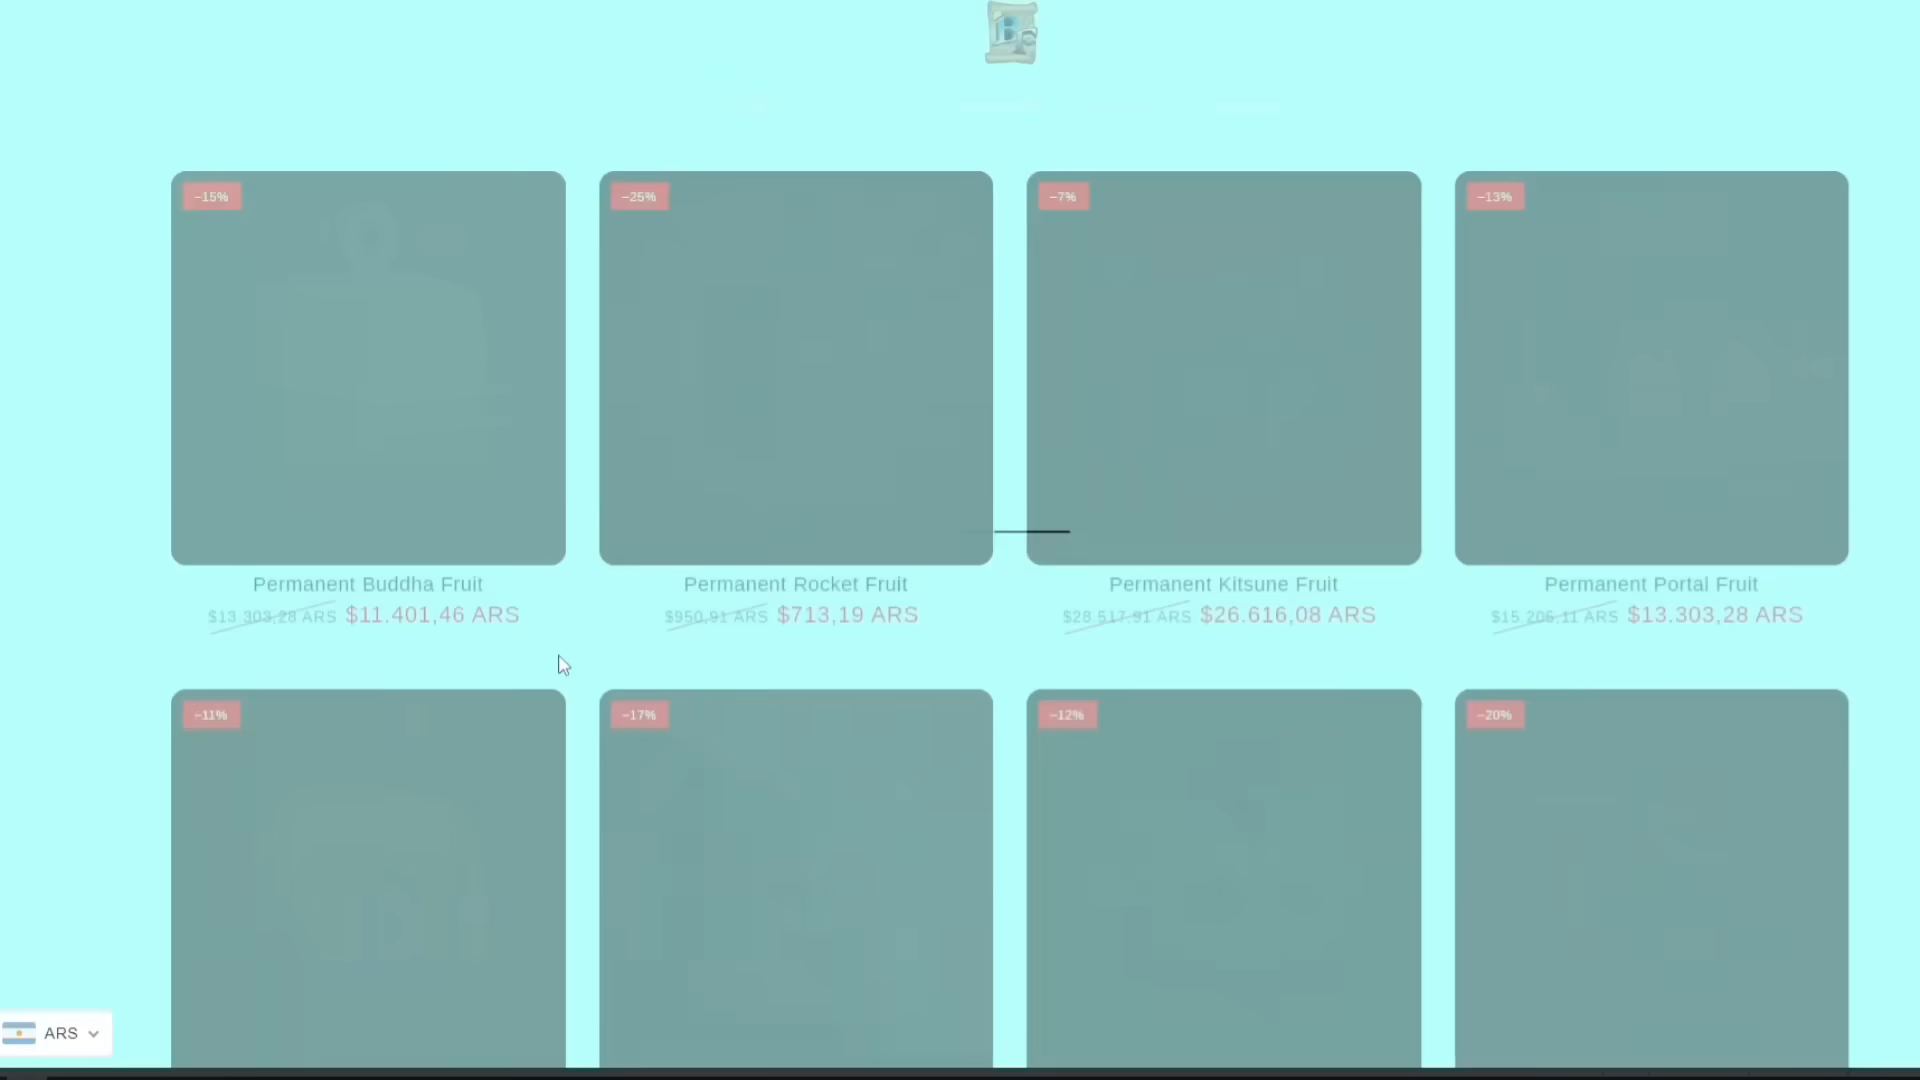 B
F
−15%
−25%
−7%
−13%
Permanent Buddha Fruit
Permanent Rocket Fruit
Permanent Kitsune Fruit
Permanent Portal Fruit
$13.303,28 ARS $11.401,46 ARS
$950,91 ARS $713,19 ARS
$28.517,91 ARS $26.616,08 ARS
$15.205,11 ARS $13.303,28 ARS
−11%
−17%
−12%
−20%
ARS